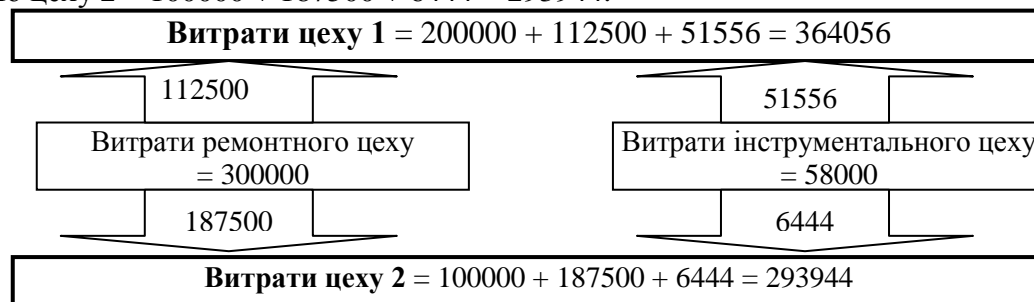 Витрати цеху 1 = 200000 + 112500 + 51556 = 364056
112500
51556
Витрати ремонтного цеху
= 300000
Витрати інструментального цеху
= 58000
187500
6444
Витрати цеху 2 = 100000 + 187500 + 6444 = 293944